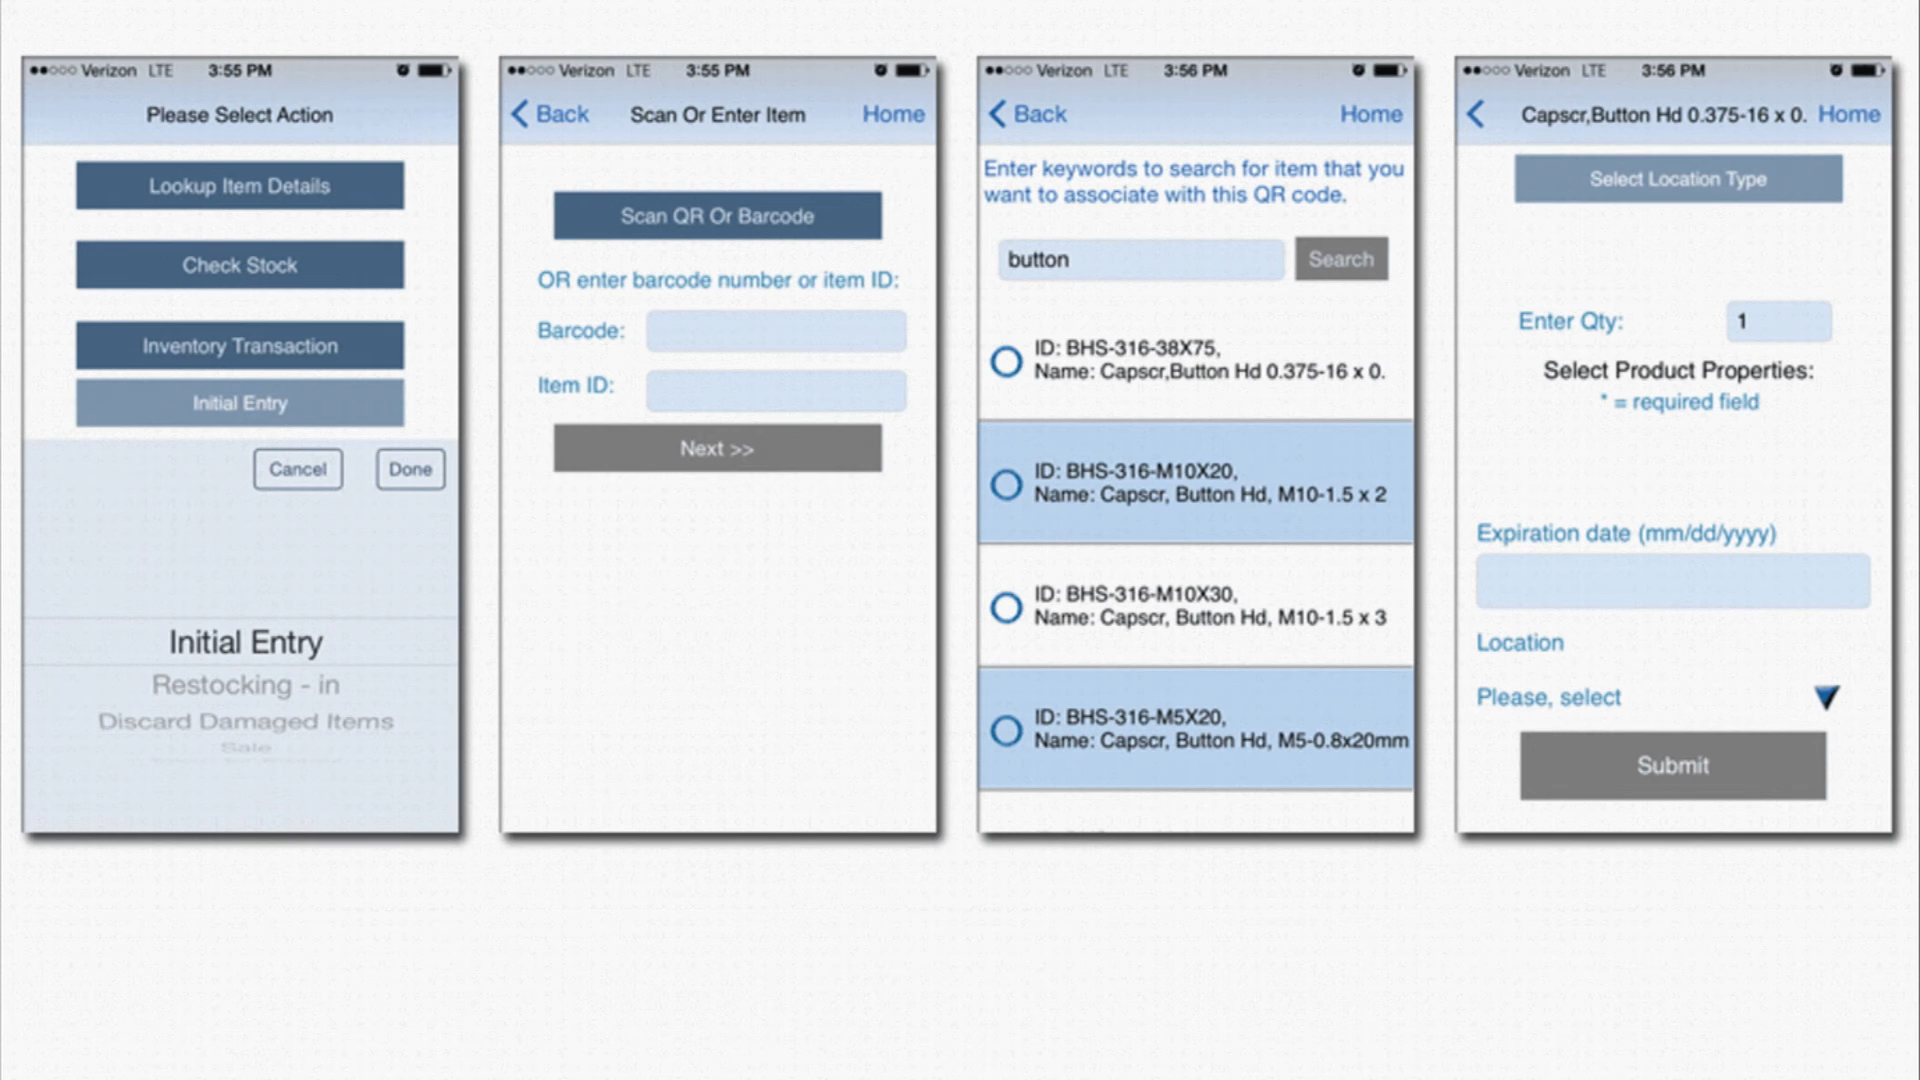 Verizon LTE 3:55 PM
Please Select Action
Lookup Item Details
Check Stock
Inventory Transaction
Initial Entry
Cancel Done
Initial Entry
Restocking - in
Discard Damaged Items
Sale
Verizon LTE 3:55 PM
Back Scan Or Enter Item Home
Scan QR Or Barcode
OR enter barcode number or item ID:
Barcode:
Item ID:
Next >>
Verizon LTE 3:56 PM
Back Home
Enter keywords to search for item that you
want to associate with this QR code.
button Search
ID: BHS-316-38X75,
Name: Capscr,Button Hd 0.375-16 x 0.
ID: BHS-316-M10X20,
Name: Capscr, Button Hd, M10-1.5 x 2
ID: BHS-316-M10X30,
Name: Capscr, Button Hd, M10-1.5 x 3
ID: BHS-316-M5X20,
Name: Capscr, Button Hd, M5-0.8x20mm
Verizon LTE 3:56 PM
Capscr,Button Hd 0.375-16 x 0. Home
Select Location Type
Enter Qty: 1
Select Product Properties:
* = required field
Expiration date (mm/dd/yyyy)
Location
Please, select
Submit